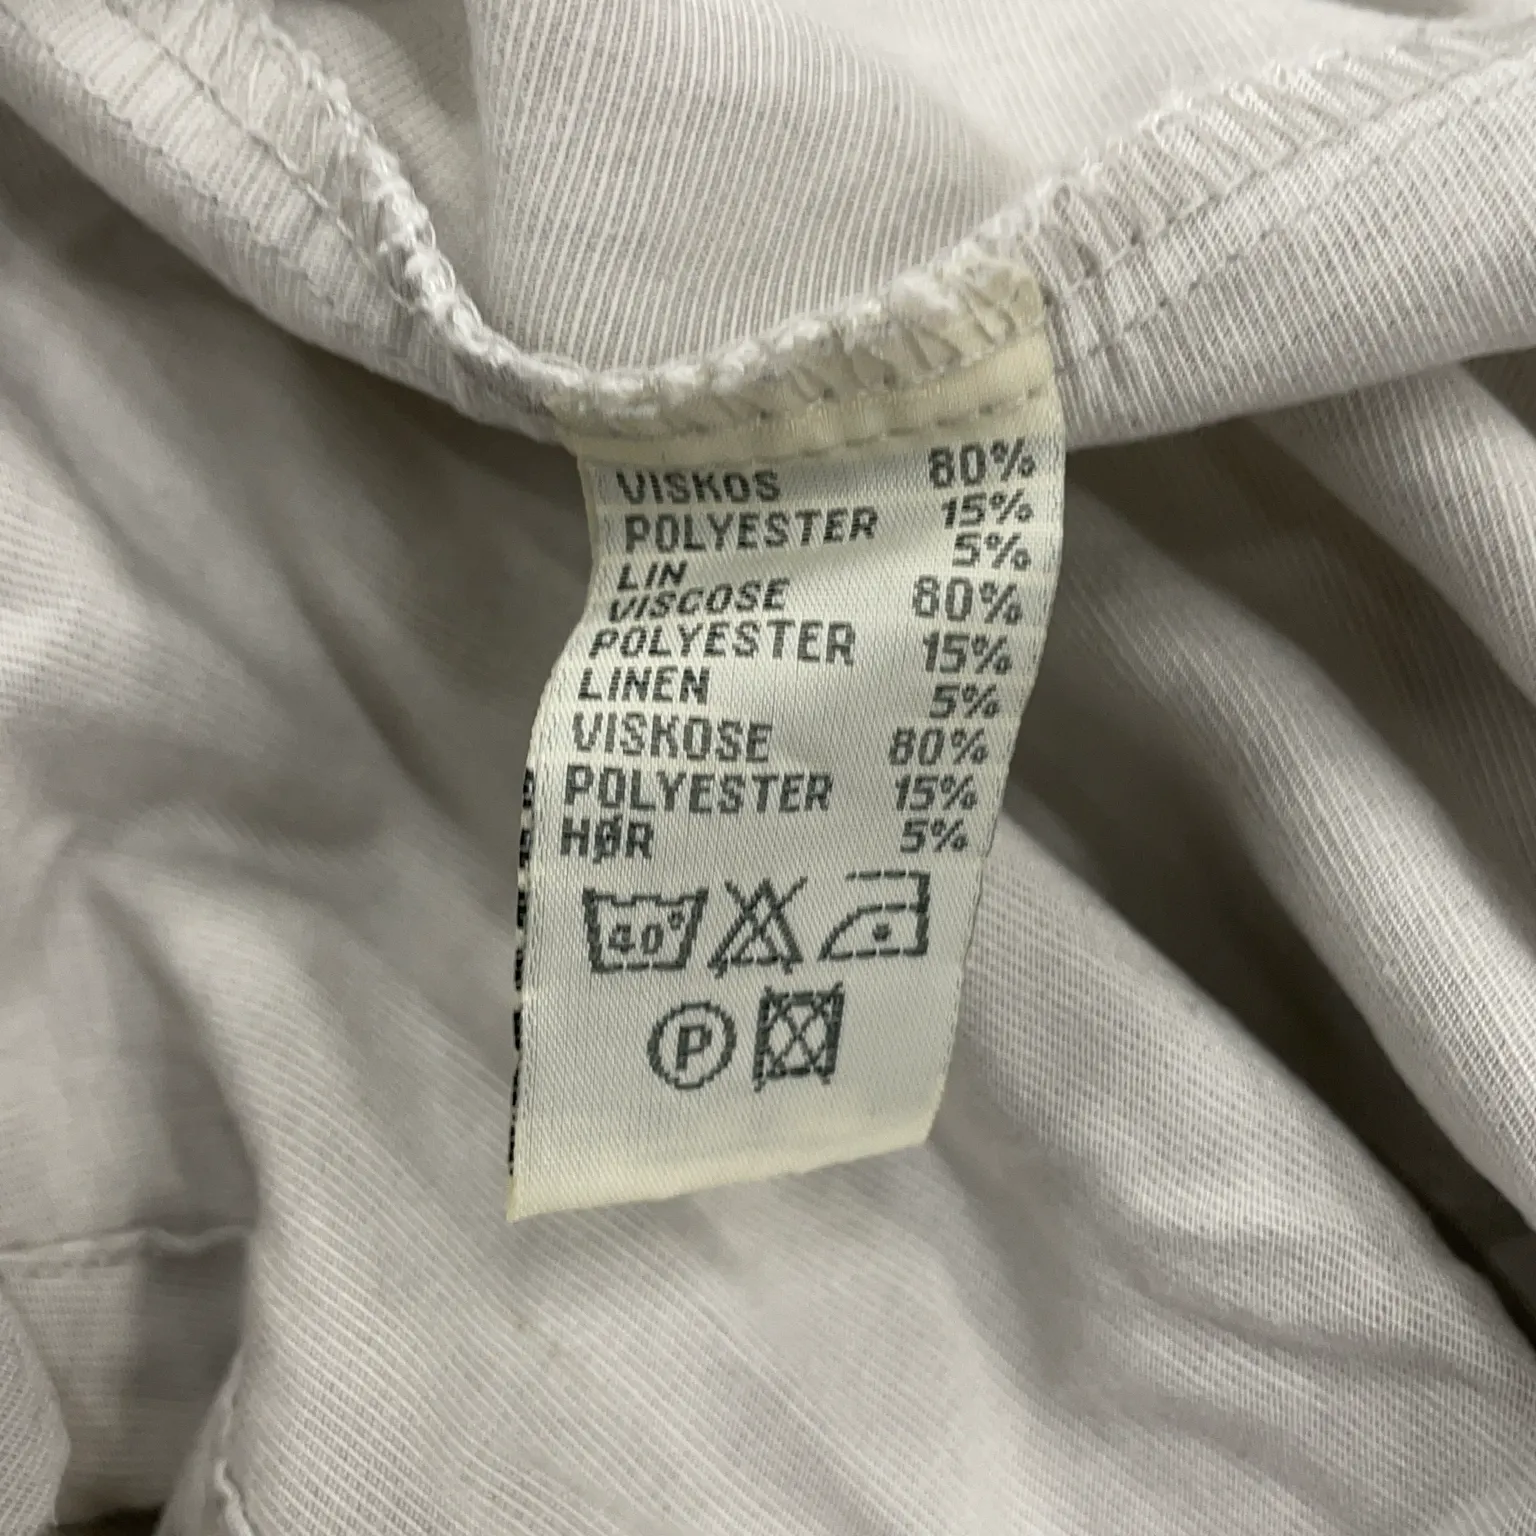 VISKOS 80%
POLYESTER 15%
LIN 5%
VISCOSE 80%
POLYESTER 15%
LINEN 5%
VISKOSE 80%
POLYESTER 15%
HØR 5%
40°
P